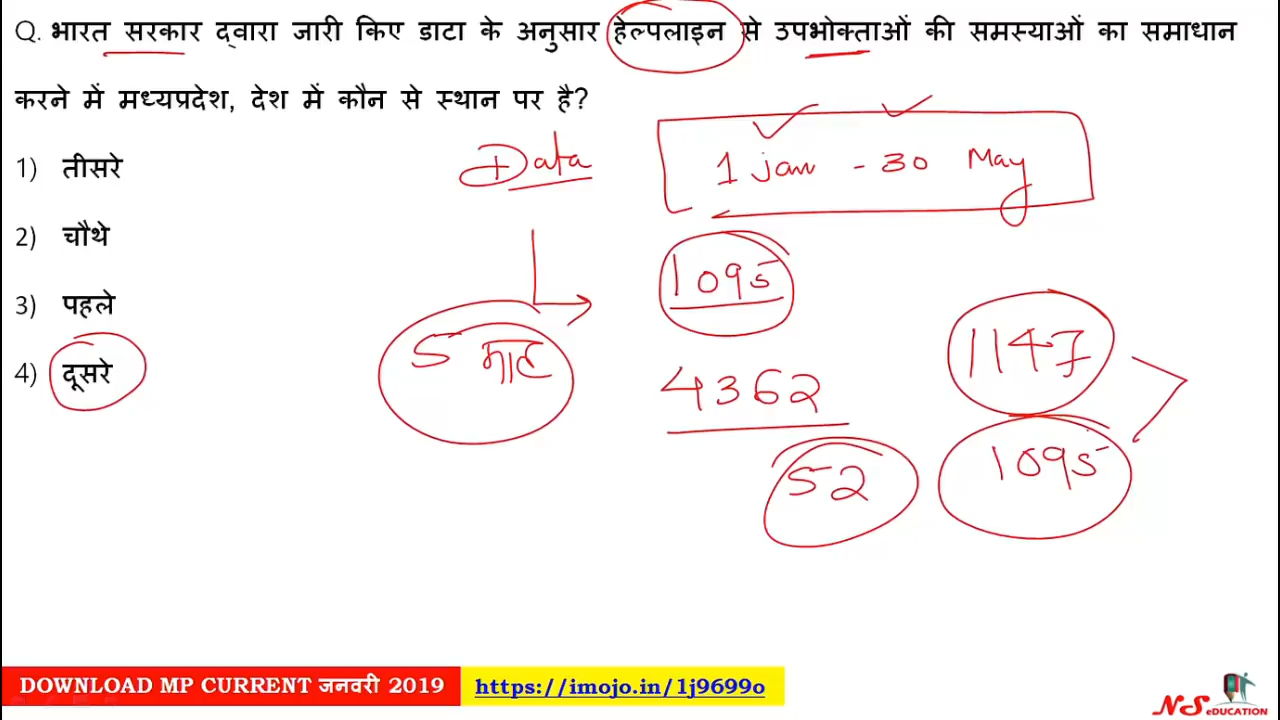 Q. भारत सरकार द्वारा जारी किए डाटा के अनुसार हेल्पलाइन से उपभोक्ताओं की समस्याओं का समाधान
करने में मध्यप्रदेश, देश में कौन से स्थान पर है?
1) तीसरे
2) चौथे
3) पहले
4) दूसरे
Data
1 jan - 30 May
1095
5 माह
4362
52
1147
1095
DOWNLOAD MP CURRENT जनवरी 2019 https://imojo.in/1j9699o
NS eDUCATION